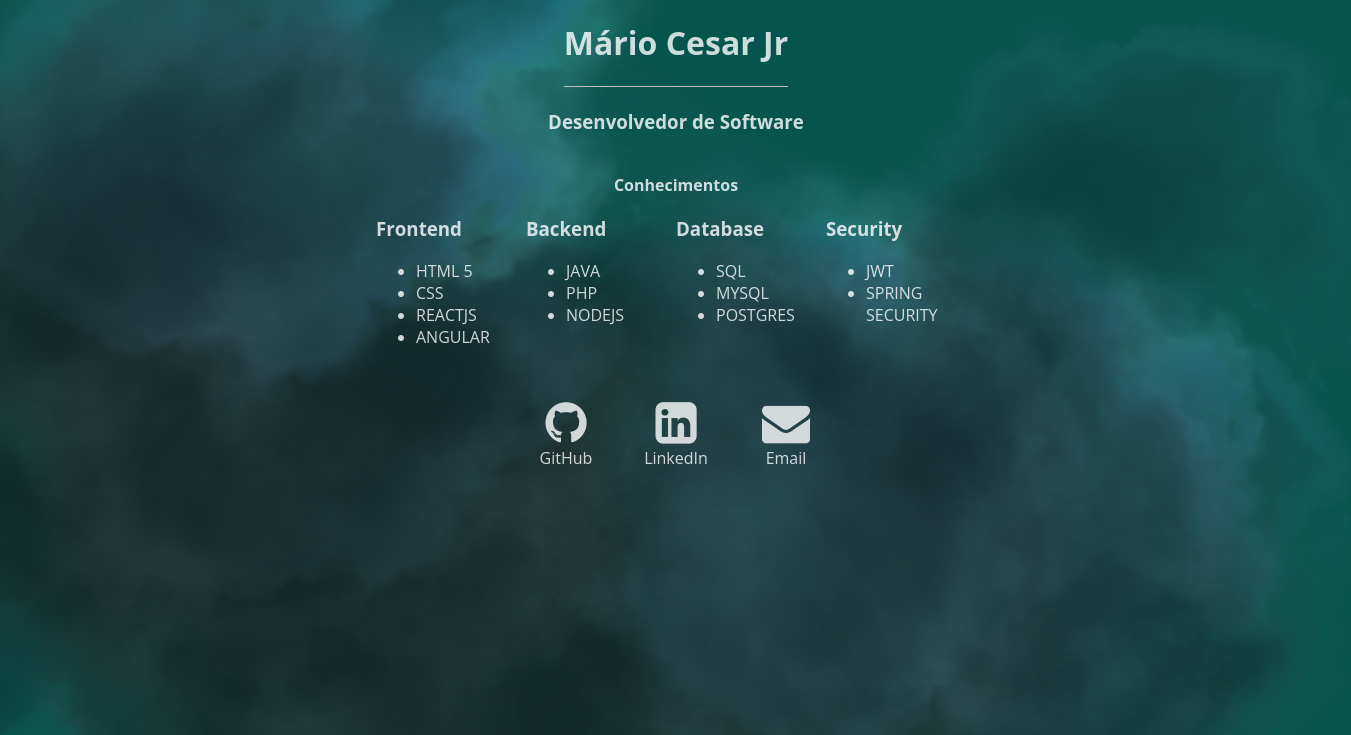 Mário Cesar Jr
Desenvolvedor de Software
Conhecimentos
Frontend
HTML 5
CSS
REACTJS
ANGULAR
Backend
JAVA
PHP
NODEJS
Database
SQL
MYSQL
POSTGRES
Security
JWT
SPRING
SECURITY
GitHub
LinkedIn
Email